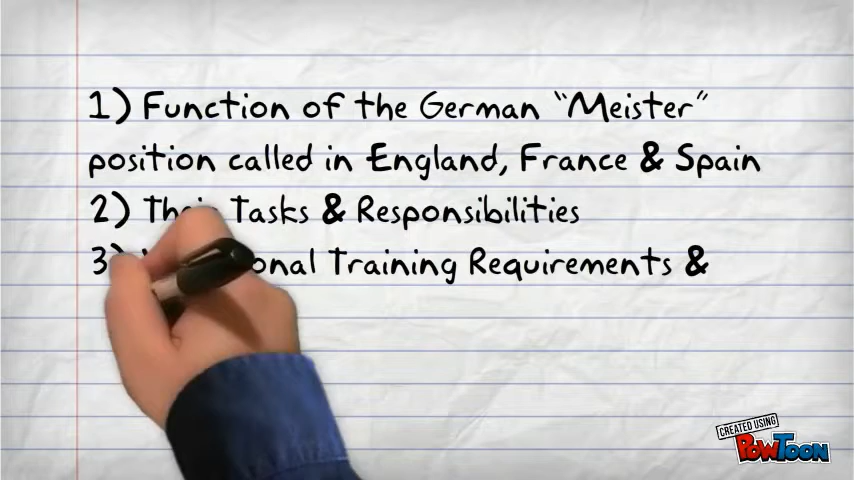 1) Function of the German "Meister"
position called in England, France & Spain
2) Tasks & Responsibilities
3) Training Requirements &
CREATED USING
POWTOON